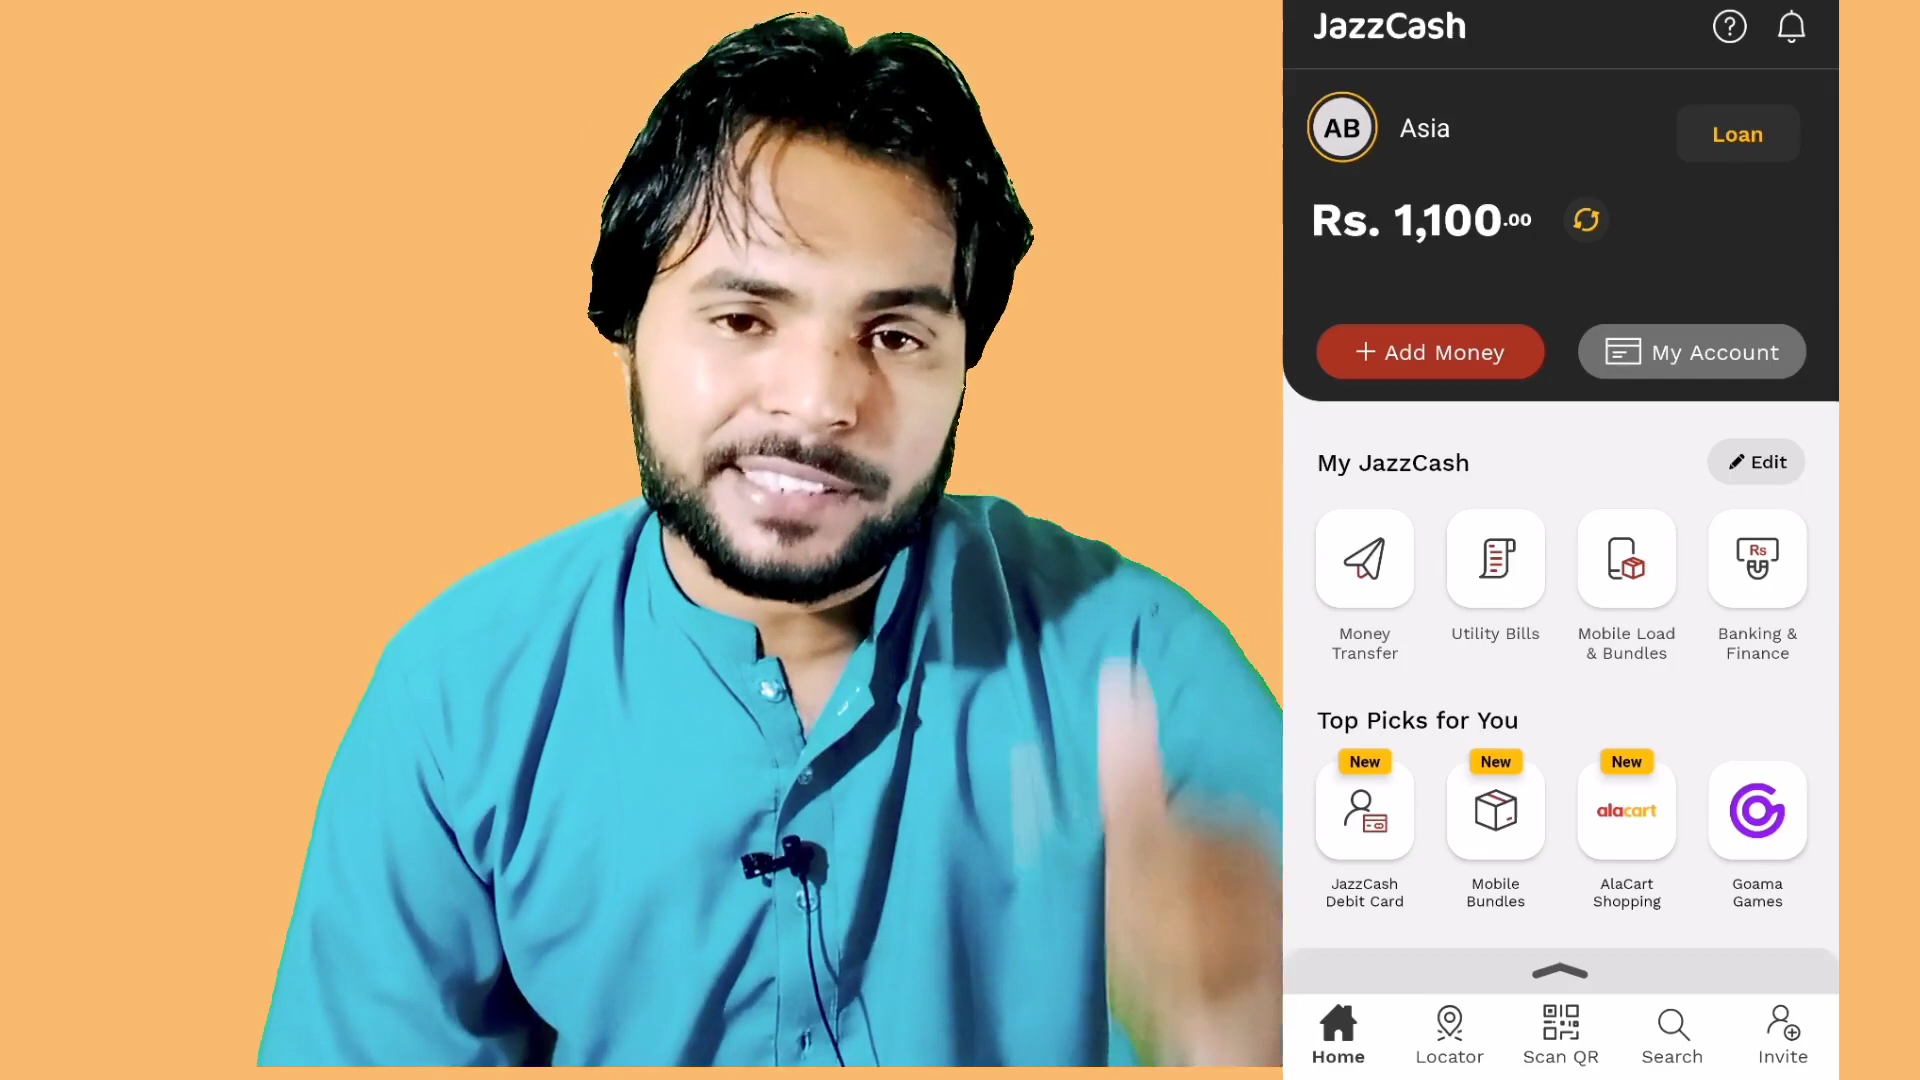 JazzCash
?
AB
Asia
Loan
Rs. 1,100.00
+ Add Money
My Account
My JazzCash
Edit
Rs
Money
Transfer
Utility Bills
Mobile Load
& Bundles
Banking &
Finance
Top Picks for You
New
New
New
alacart
JazzCash
Debit Card
Mobile
Bundles
AlaCart
Shopping
Goama
Games
Home
Locator
Scan QR
Search
Invite